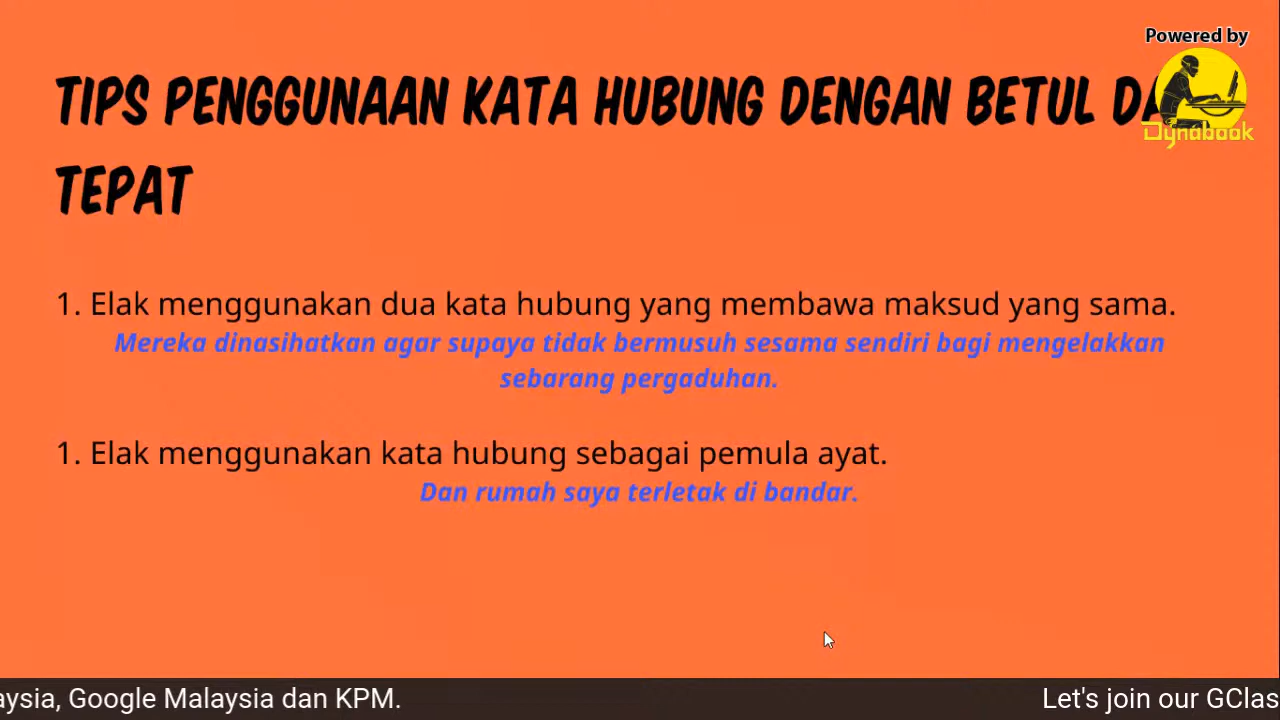 Powered by
Dynabook
TIPS PENGGUNAAN KATA HUBUNG DENGAN BETUL
TEPAT
1. Elak menggunakan dua kata hubung yang membawa maksud yang sama.
Mereka dinasihatkan agar supaya tidak bermusuh sesama sendiri bagi mengelakkan
sebarang pergaduhan.
1. Elak menggunakan kata hubung sebagai pemula ayat.
Dan rumah saya terletak di bandar.
aysia, Google Malaysia dan KPM.
Let's join our GClas